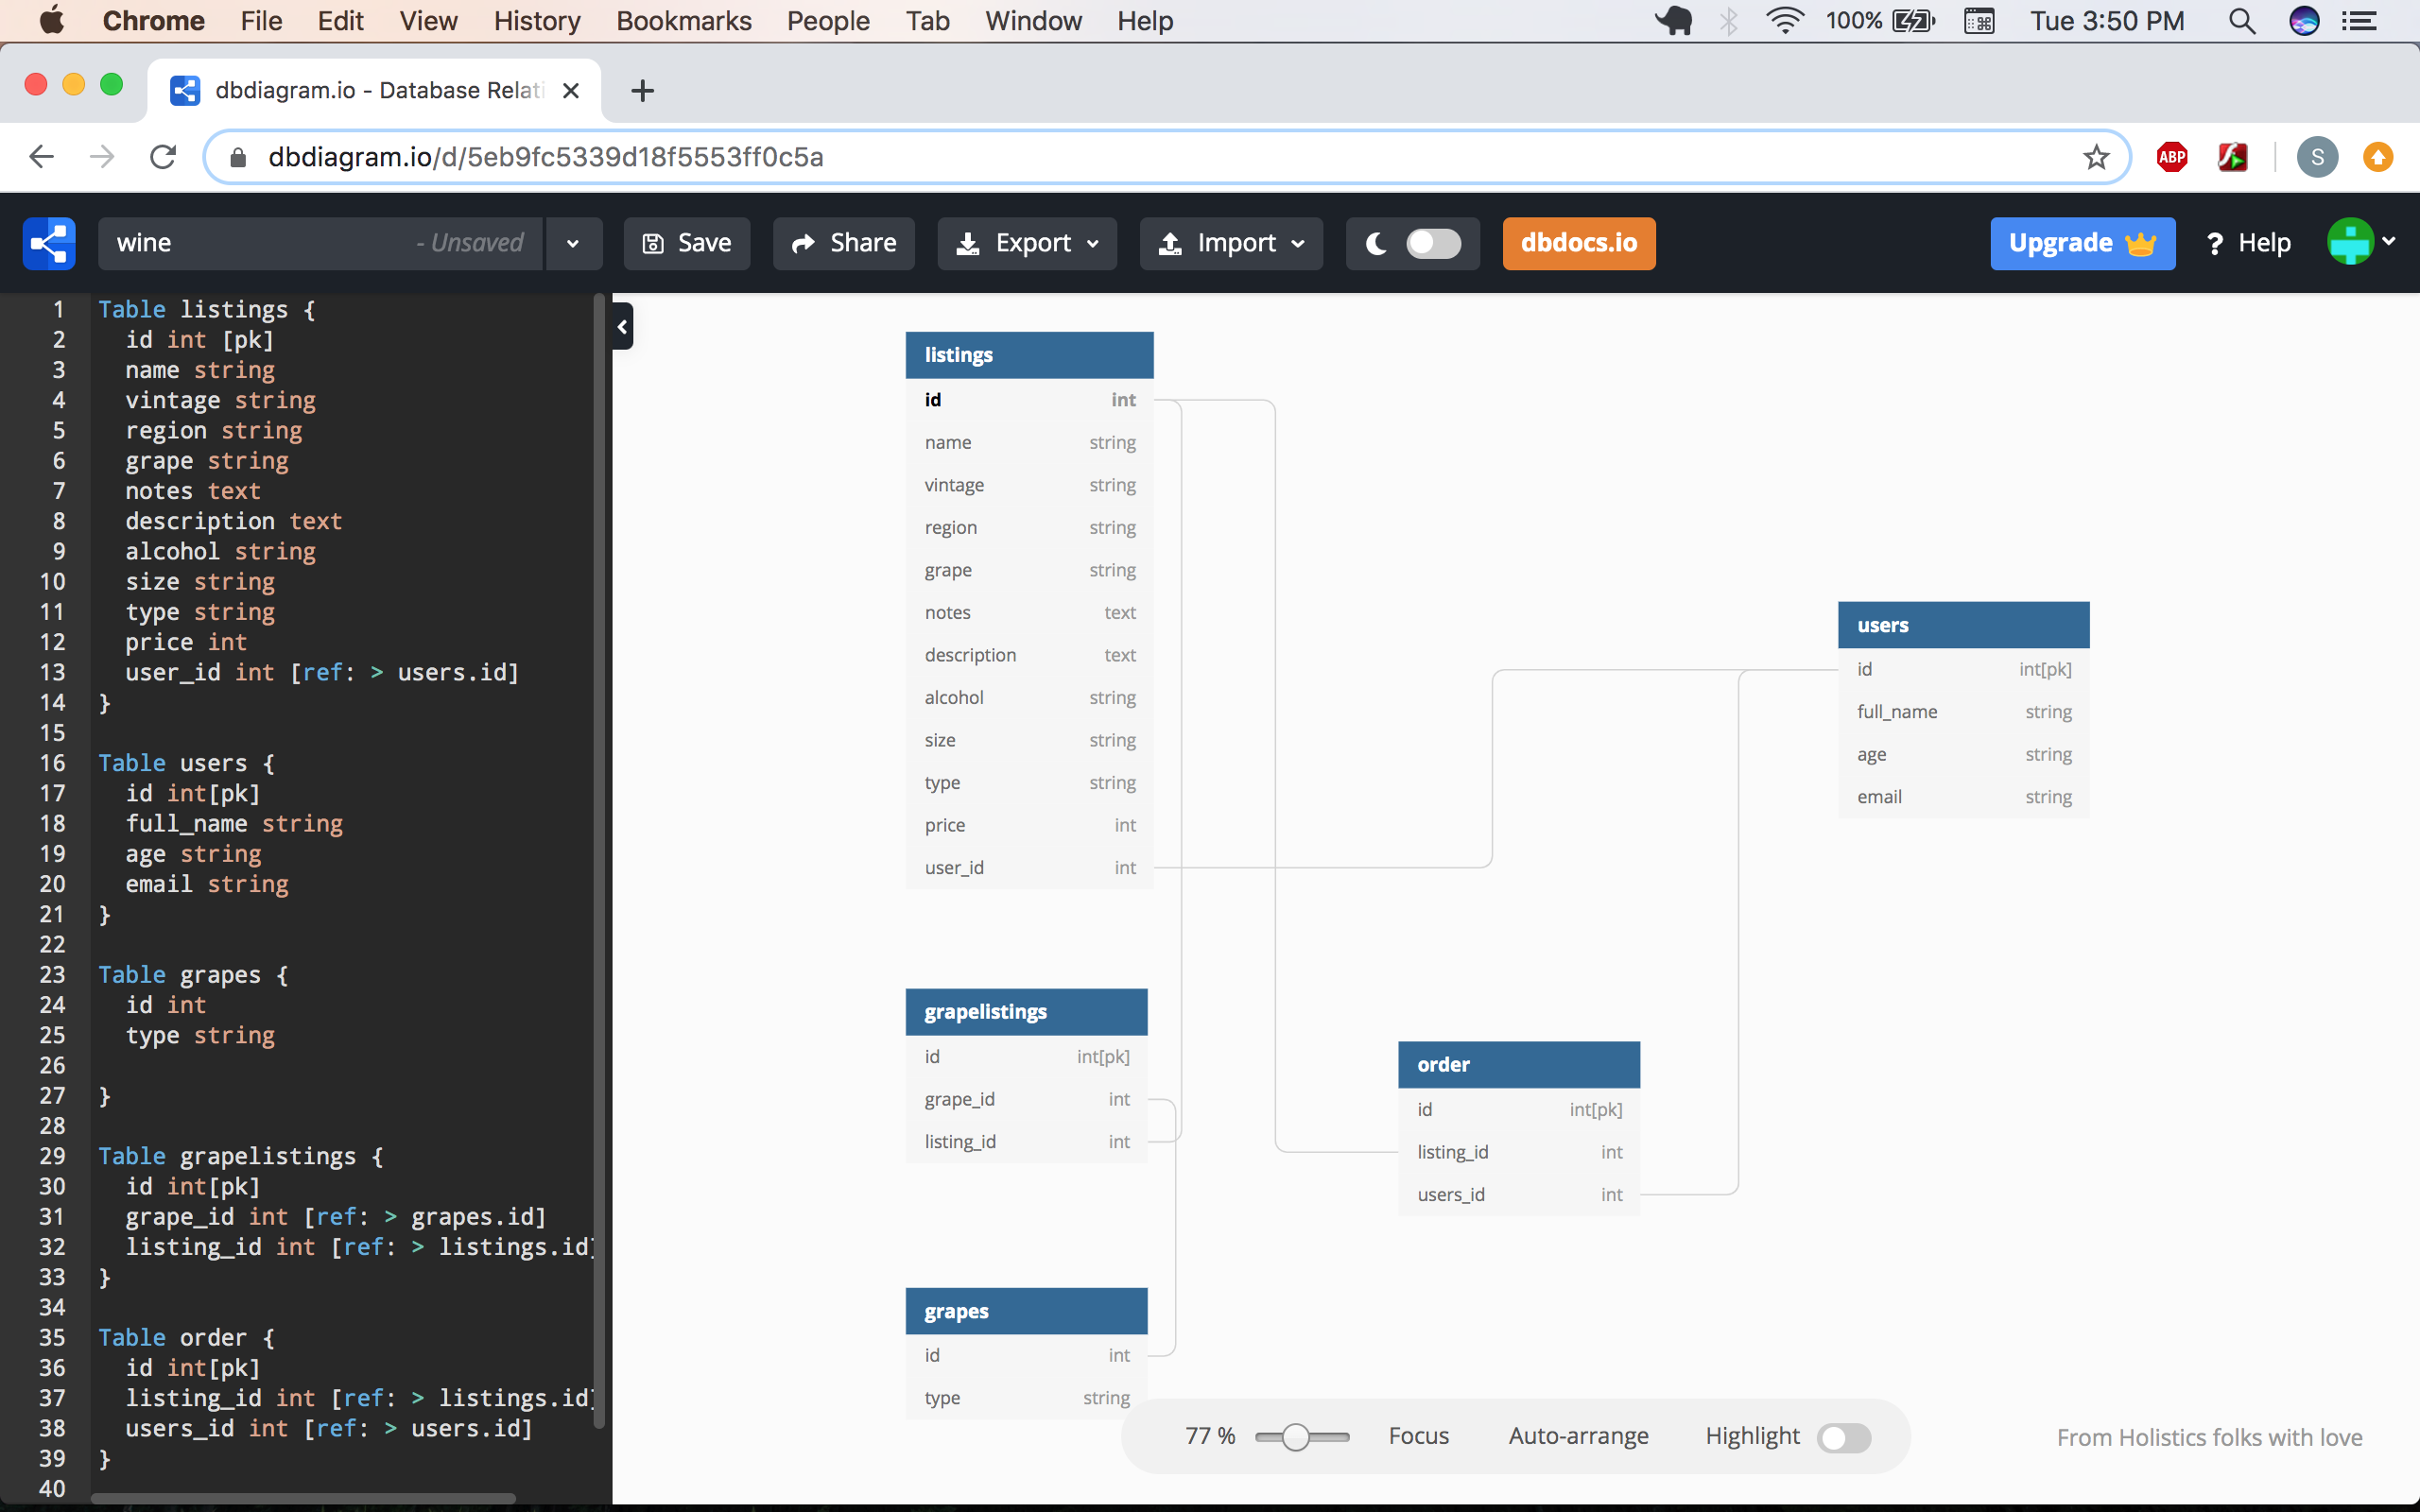 Chrome File Edit View History Bookmarks People Tab Window Help 100% Tue 3:50 PM
dbdiagram.io - Database Relati
dbdiagram.io/d/5eb9fc5339d18f5553ff0c5a ABP S
wine - Unsaved Save Share Export Import dbdocs.io Upgrade ? Help
1 Table listings {
2 id int [pk]
3 name string
4 vintage string
5 region string
6 grape string
7 notes text
8 description text
9 alcohol string
10 size string
11 type string
12 price int
13 user_id int [ref: > users.id]
14 }
15
16 Table users {
17 id int[pk]
18 full_name string
19 age string
20 email string
21 }
22
23 Table grapes {
24 id int
25 type string
26
27 }
28
29 Table grapelistings {
30 id int[pk]
31 grape_id int [ref: > grapes.id]
32 listing_id int [ref: > listings.id]
33 }
34
35 Table order {
36 id int[pk]
37 listing_id int [ref: > listings.id]
38 users_id int [ref: > users.id]
39 }
40
listings
id int
name string
vintage string
region string
grape string
notes text
description text
alcohol string
size string
type string
price int
user_id int
users
id int[pk]
full_name string
age string
email string
grapelistings
id int[pk]
grape_id int
listing_id int
order
id int[pk]
listing_id int
users_id int
grapes
id int
type string
77 % Focus Auto-arrange Highlight
From Holistics folks with love